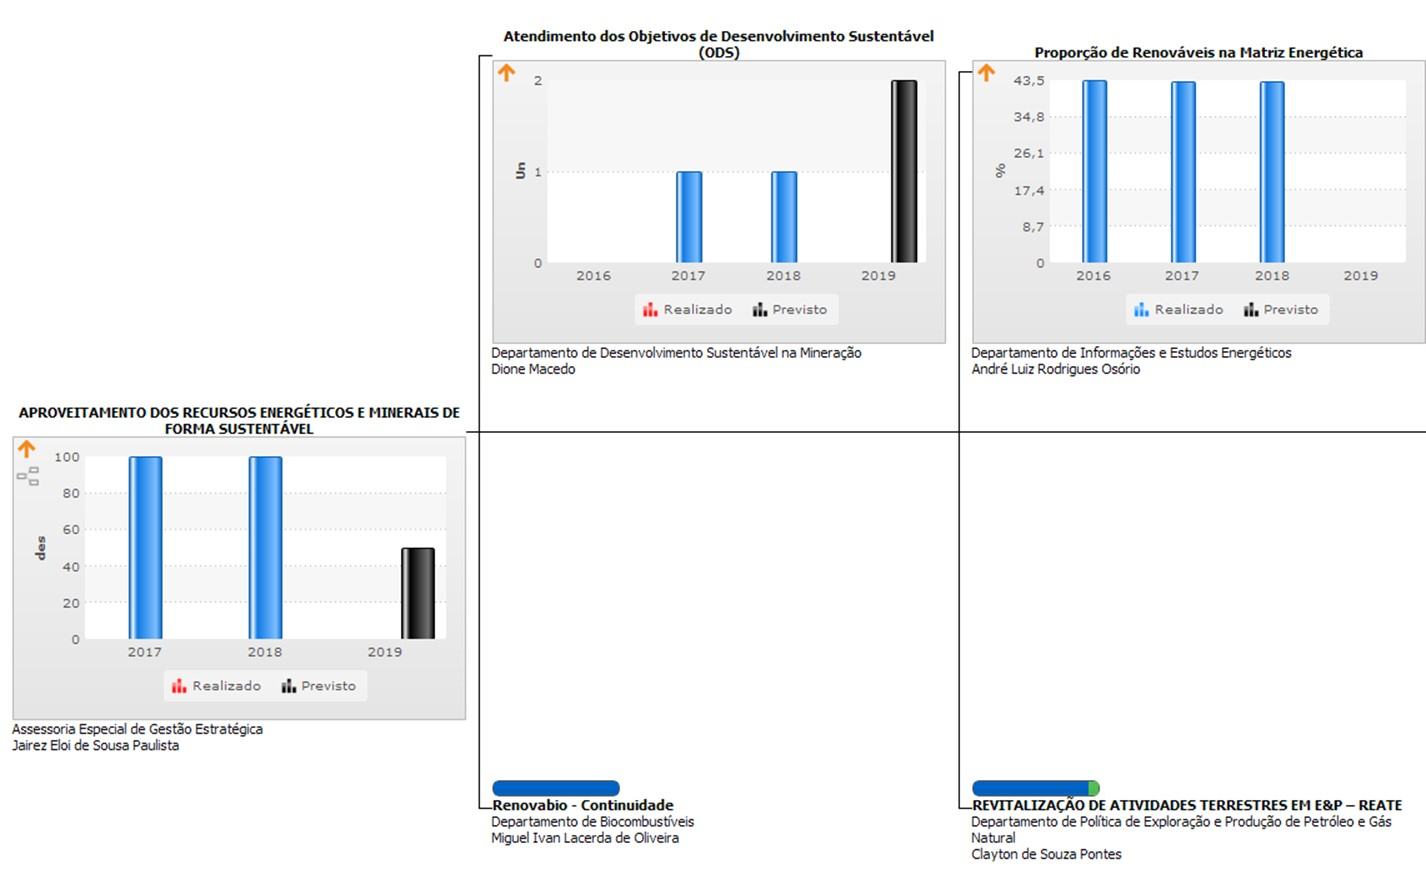 Atendimento dos Objetivos de Desenvolvimento Sustentável
(ODS)
2
1
0
Un
2016 2017 2018 2019
Realizado Previsto
Departamento de Desenvolvimento Sustentável na Mineração
Dione Macedo
Proporção de Renováveis na Matriz Energética
43,5
34,8
26,1
17,4
8,7
0
%
2016 2017 2018 2019
Realizado Previsto
Departamento de Informações e Estudos Energéticos
André Luiz Rodrigues Osório
APROVEITAMENTO DOS RECURSOS ENERGÉTICOS E MINERAIS DE
FORMA SUSTENTÁVEL
100
80
60
40
20
0
des
2017 2018 2019
Realizado Previsto
Assessoria Especial de Gestão Estratégica
Jairez Eloi de Sousa Paulista
Renovabio - Continuidade
Departamento de Biocombustíveis
Miguel Ivan Lacerda de Oliveira
REVITALIZAÇÃO DE ATIVIDADES TERRESTRES EM E&P – REATE
Departamento de Política de Exploração e Produção de Petróleo e Gás
Natural
Clayton de Souza Pontes